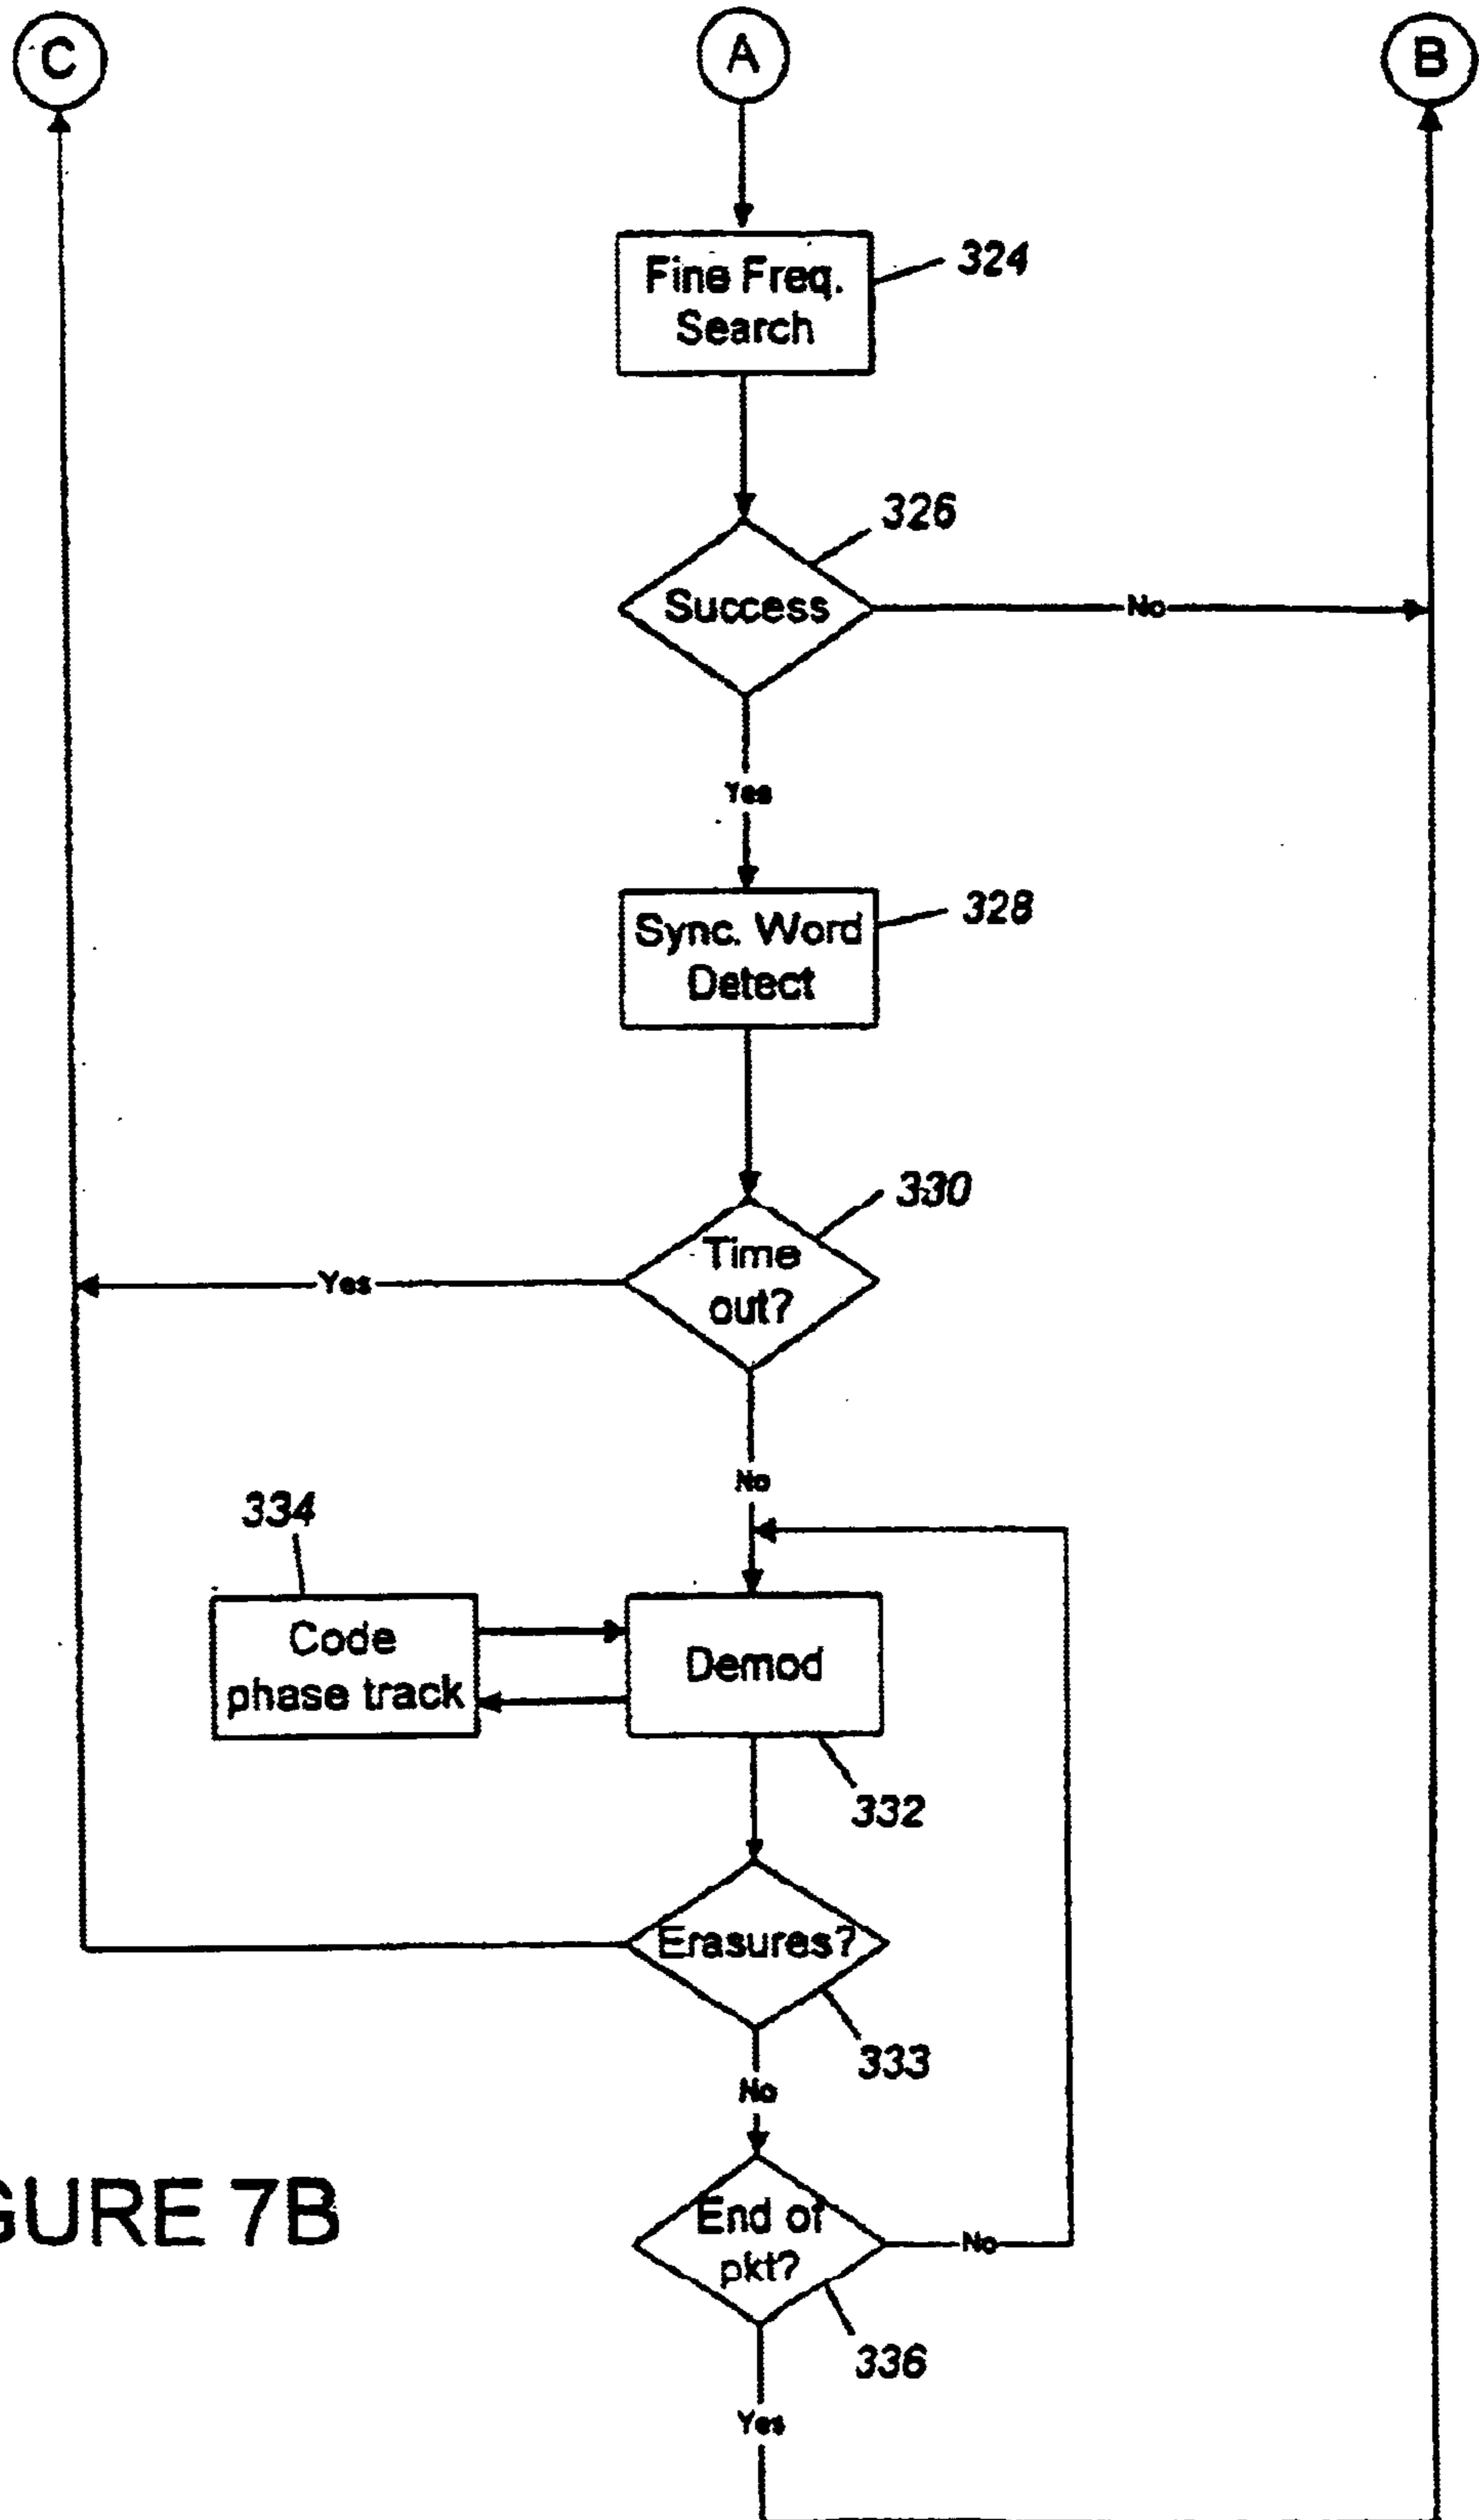 C
A
B
Fine Freq.
Search
324
326
Success
No
Yes
Sync. Word
Detect
328
330
Time
out?
Yes
No
334
Code
phase track
Demod
332
Erasures?
333
No
GURE 7B
End of
pkt?
No
336
Yes